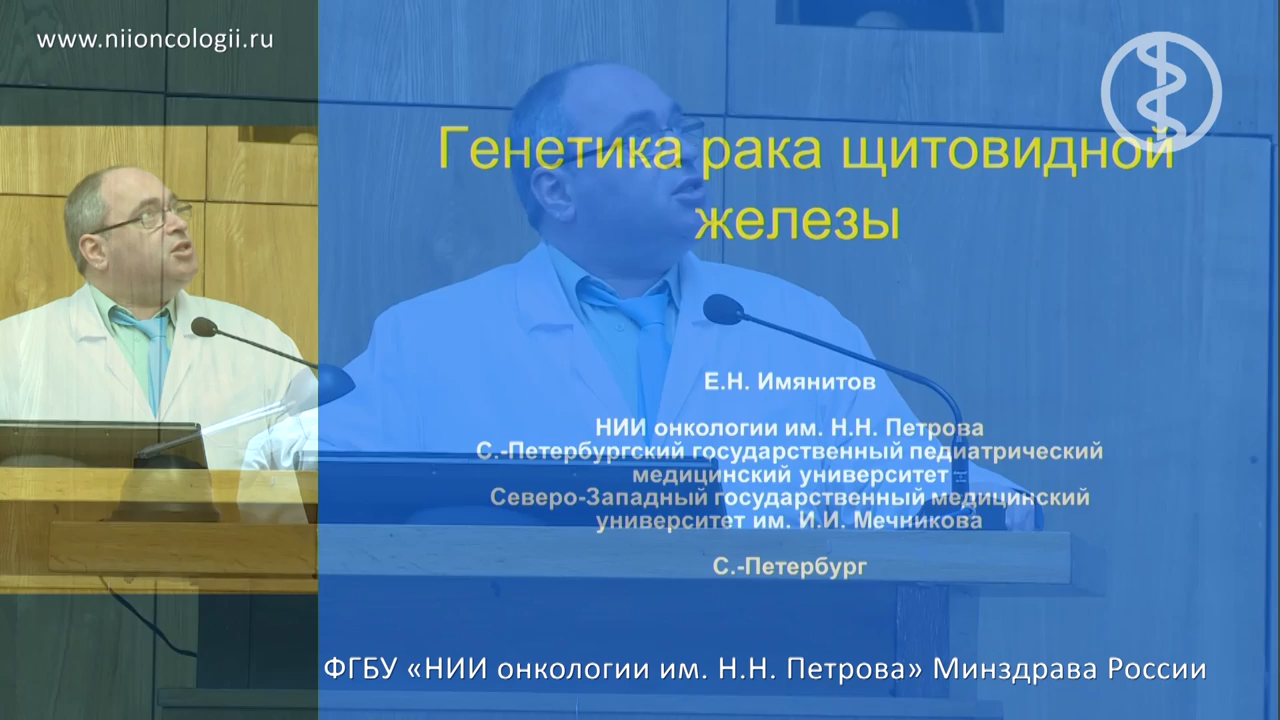 www.niioncologii.ru
Генетика рака щитовидной
железы
Е.Н. Имянитов
НИИ онкологии им. Н.Н. Петрова
С.-Петербургский государственный педиатрический
медицинский университет
Северо-Западный государственный медицинский
университет им. И.И. Мечникова
С.-Петербург
ФГБУ «НИИ онкологии им. Н.Н. Петрова» Минздрава России